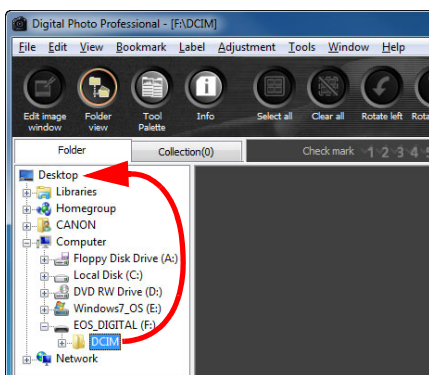 Digital Photo Professional - [F:\DCIM]
File Edit View Bookmark Label Adjustment Tools Window Help
Edit image window Folder view Tool Palette Info Select all Clear all Rotate left
Folder Collection(0) Check mark 1 2 3 4
Desktop
Libraries
Homegroup
CANON
Computer
Floppy Disk Drive (A:)
Local Disk (C:)
DVD RW Drive (D:)
Windows7_OS (E:)
EOS_DIGITAL (F:)
DCIM
Network